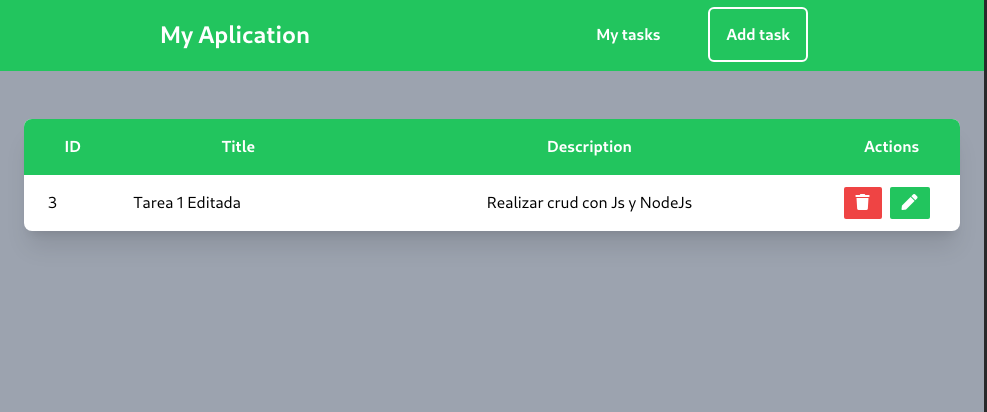 My Aplication My tasks Add task
ID Title Description Actions
3 Tarea 1 Editada Realizar crud con Js y NodeJs